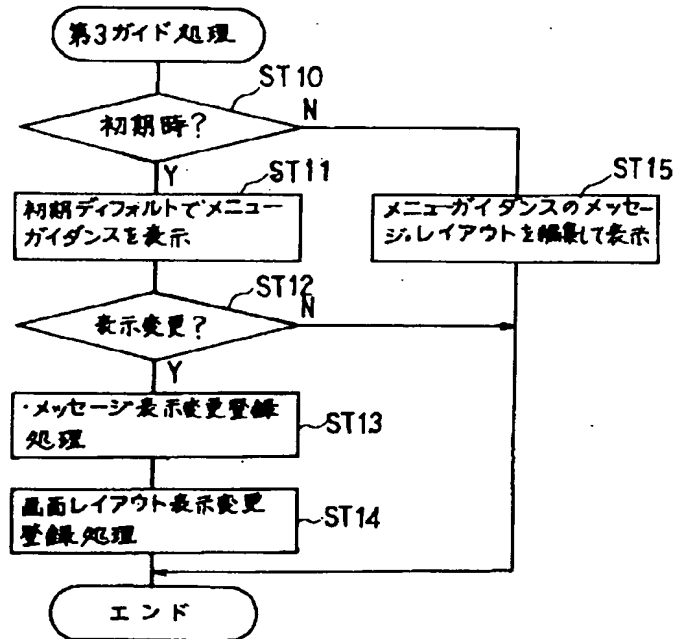 第3ガイド処理
ST10
初期時?
N
Y
ST11
初期ディフォルトでメニュー
ガイダンスを表示
ST15
メニューガイダンスのメッセー
ジ。レイアウトを編集して表示
ST12
表示変更?
N
Y
・メッセージ表示変更登録
処理
ST13
画面レイアウト表示変更
登録処理
ST14
エンド